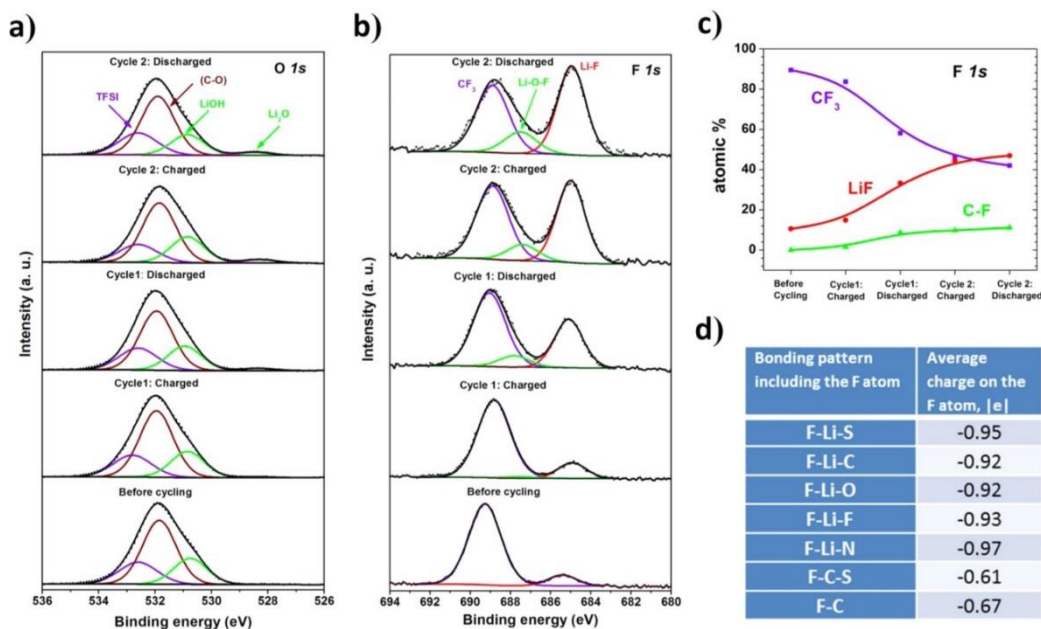 a)
O 1s
Cycle 2: Discharged
(C-O)
TFSI
LiOH
Li2O
Cycle 2: Charged
Cycle1: Discharged
Cycle1: Charged
Before cycling
Intensity (a. u.)
536 534 532 530 528 526
Binding energy (eV)
b)
F 1s
Cycle 2: Discharged
Li-F
CF3
Li-O-F
Cycle 2: Charged
Cycle 1: Discharged
Cycle 1: Charged
Before cycling
Intensity (a. u.)
694 692 690 688 686 684 682 680
Binding energy (eV)
c)
100
80
60
40
20
0
atomic %
F 1s
CF3
LiF
C-F
Before Cycling
Cycle1: Charged
Cycle1: Discharged
Cycle 2: Charged
Cycle 2: Discharged
d)
Bonding pattern including the F atom
Average charge on the F atom, |e|
F-Li-S -0.95
F-Li-C -0.92
F-Li-O -0.92
F-Li-F -0.93
F-Li-N -0.97
F-C-S -0.61
F-C -0.67